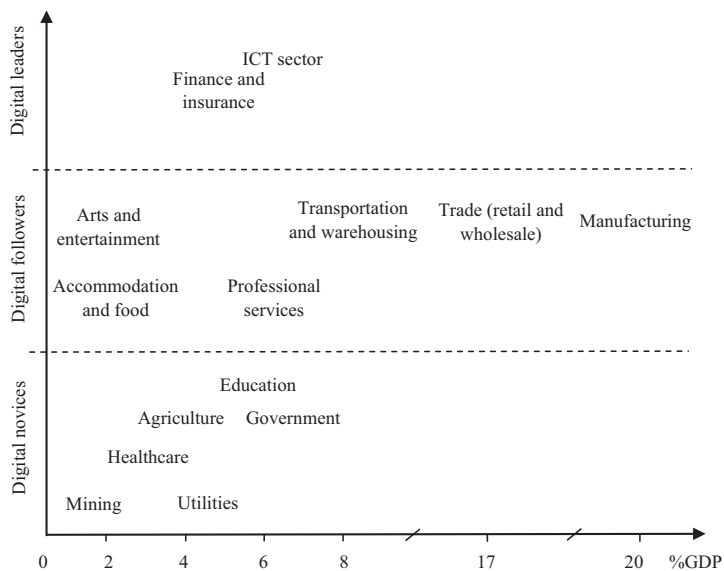 Digital leaders
ICT sector
Finance and
insurance
Digital followers
Arts and
entertainment
Transportation
and warehousing
Trade (retail and
wholesale)
Manufacturing
Accommodation
and food
Professional
services
Digital novices
Education
Agriculture
Government
Healthcare
Mining
Utilities
0 2 4 6 8 17 20 %GDP